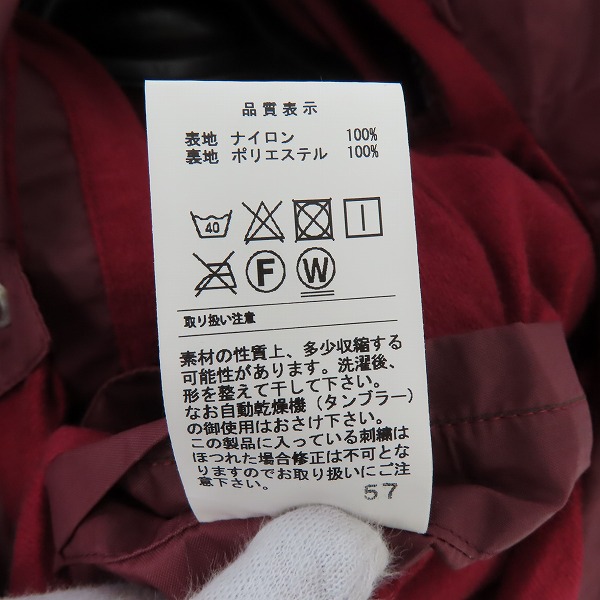 品質表示
表地 ナイロン 100%
裏地 ポリエステル 100%
40
F W
取り扱い注意
素材の性質上、多少収縮する
可能性があります。洗濯後、
形を整えて干して下さい。
なお自動乾燥機(タンブラー)
の御使用はおさけ下さい。
この製品に入っている刺繍は
ほつれた場合修正は不可とな
りますのでお取り扱いにご注
意下さい。
57